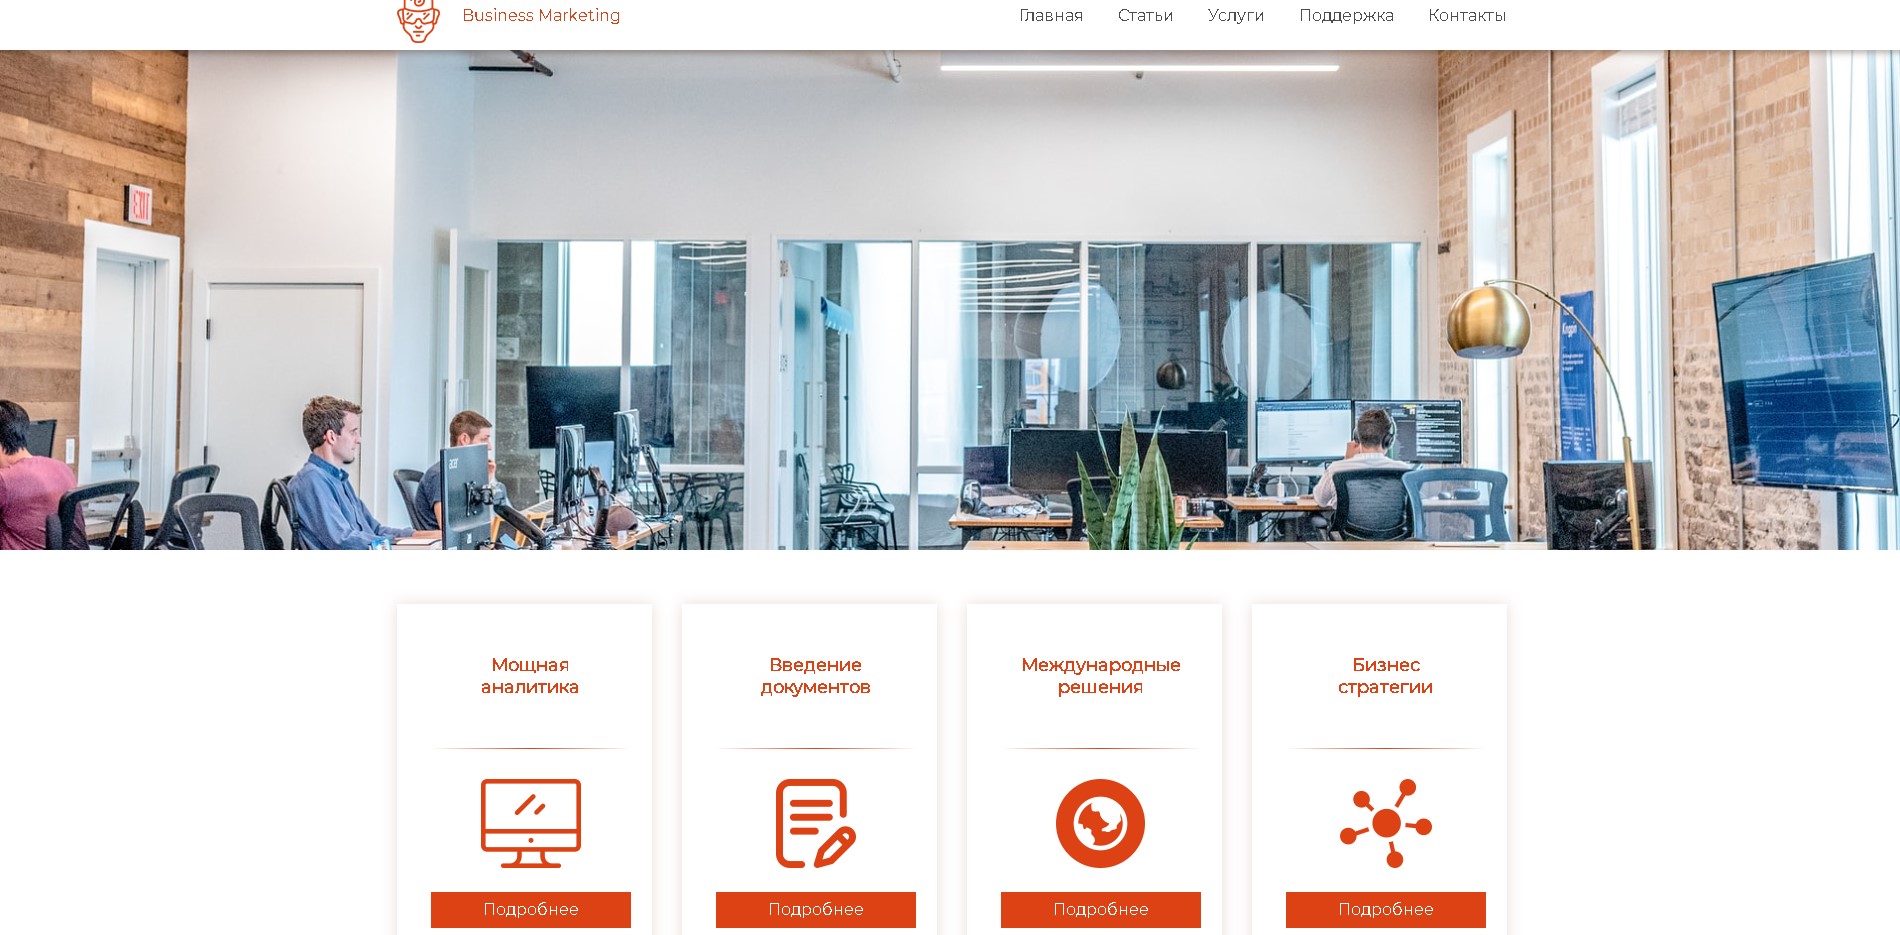 Business Marketing
Главная Статьи Услуги Поддержка Контакты
EXIT
acer
Мощная
аналитика
Введение
документов
Международные
решения
Бизнес
стратегии
Подробнее
Подробнее
Подробнее
Подробнее